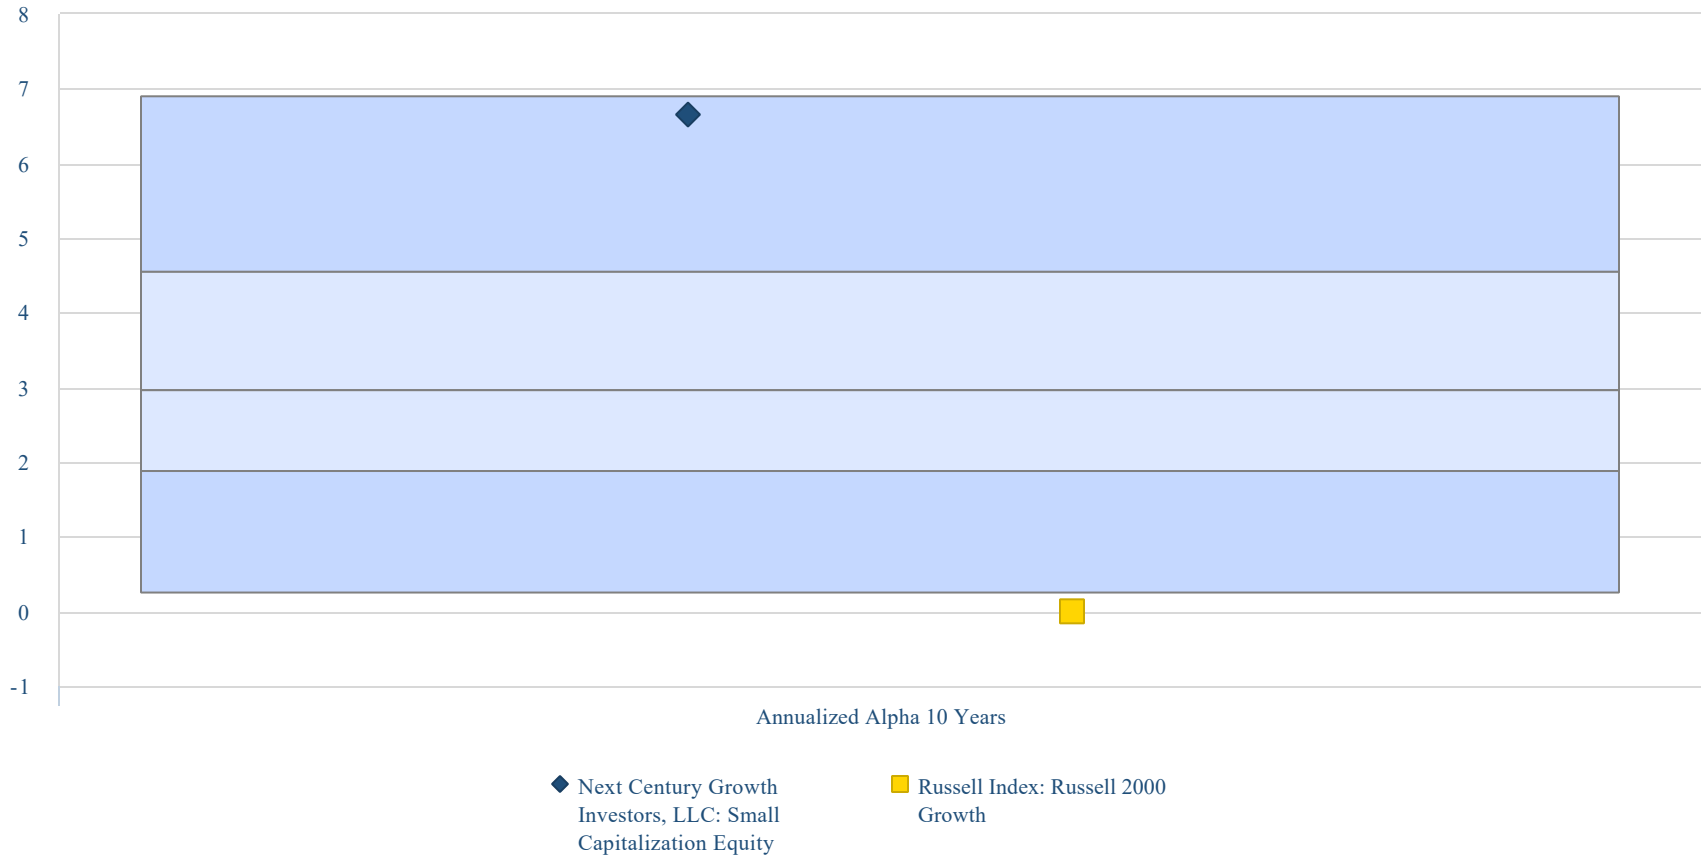 8
7
6
5
4
3
2
1
0
-1
Annualized Alpha 10 Years
Next Century Growth
Investors, LLC: Small
Capitalization Equity
Russell Index: Russell 2000
Growth